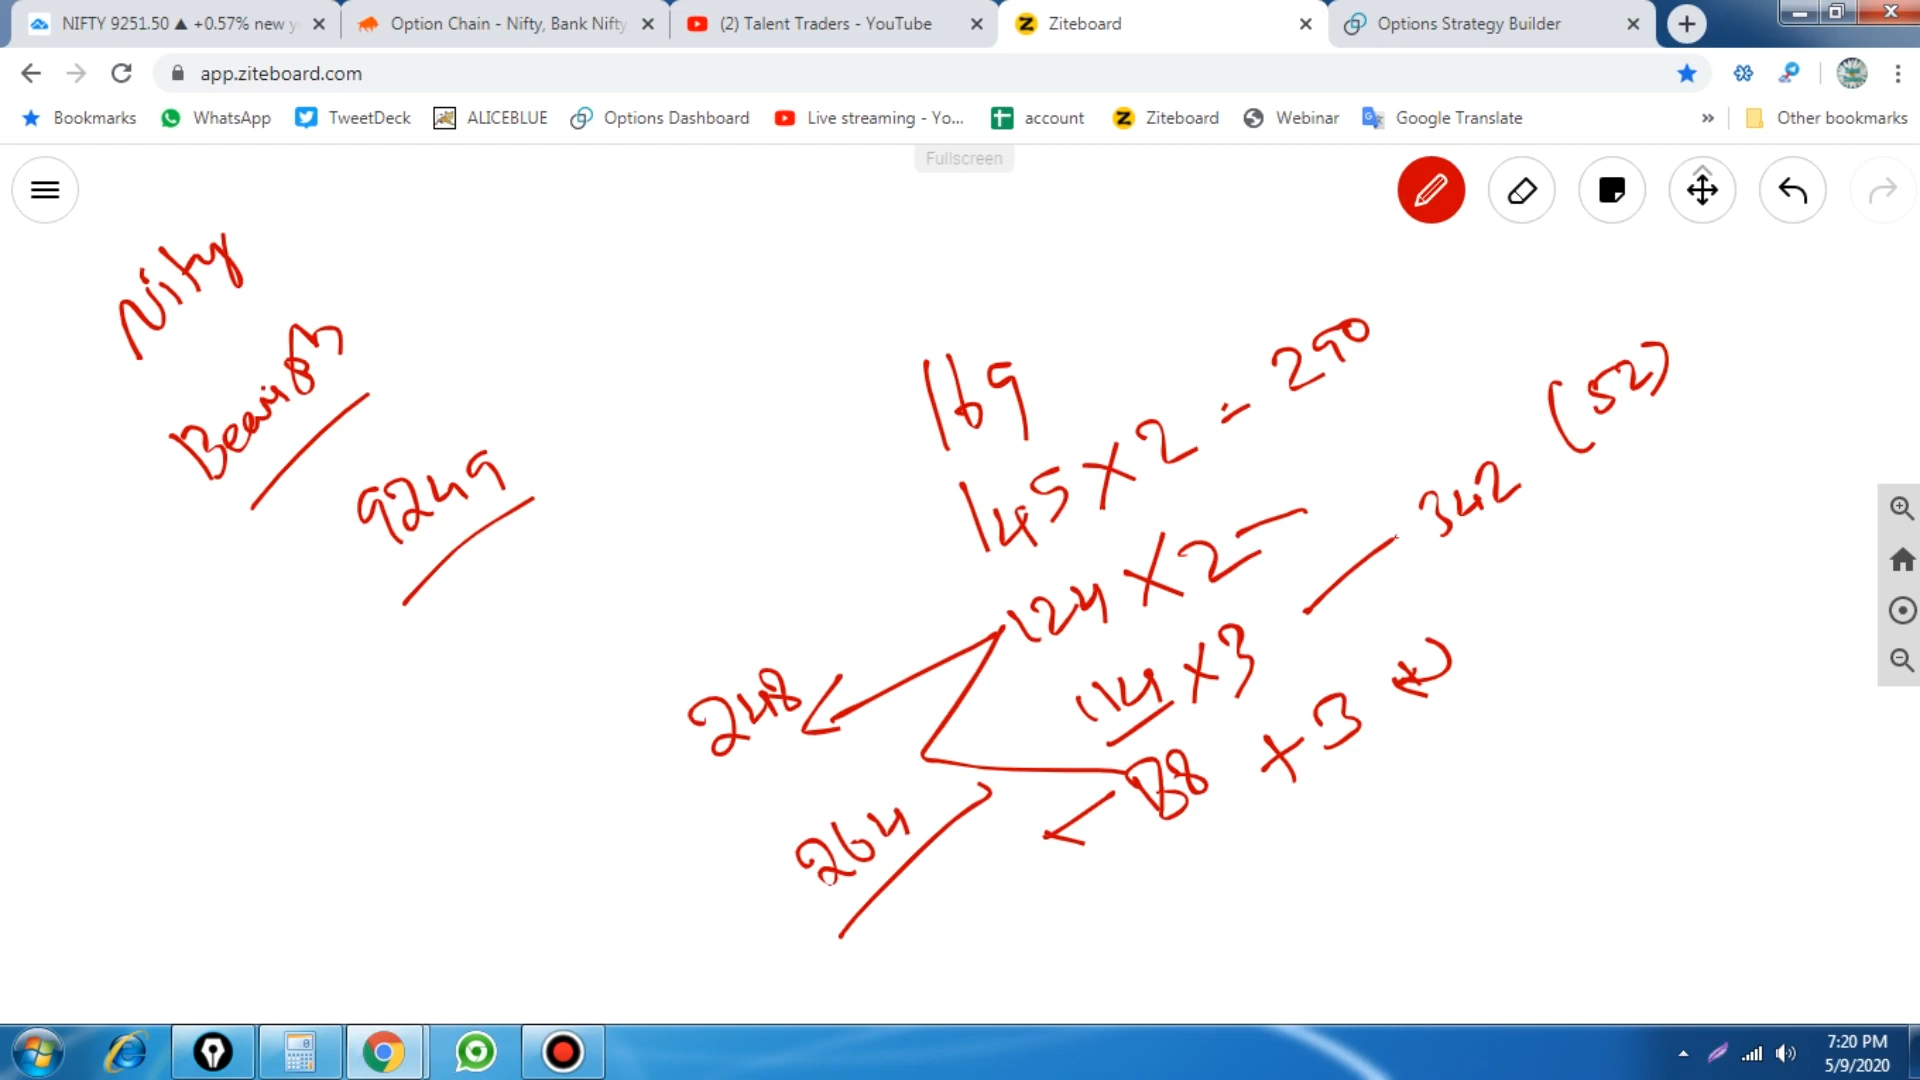 NIFTY 9251.50 ▲ +0.57% new y
Option Chain - Nifty, Bank Nifty
(2) Talent Traders - YouTube
Ziteboard
Options Strategy Builder
app.ziteboard.com
Bookmarks
WhatsApp
TweetDeck
ALICEBLUE
Options Dashboard
Live streaming - Yo...
account
Ziteboard
Webinar
Google Translate
»
Other bookmarks
Fullscreen
Nifty
Bearish
9249
169
145 X 2 = 290
124 X 2 =
114 X 3
342 (52)
88 + 3
248
264
7:20 PM
5/9/2020